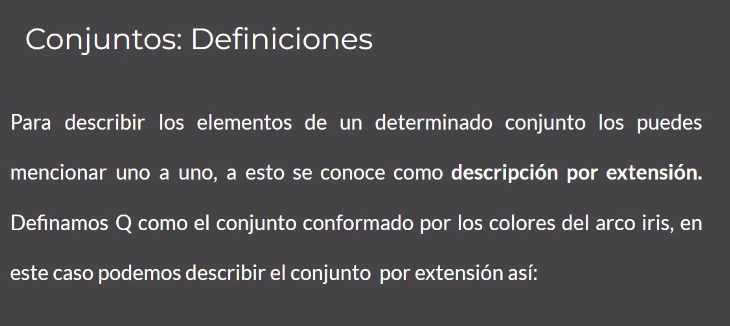 Conjuntos: Definiciones
Para describir los elementos de un determinado conjunto los puedes
mencionar uno a uno, a esto se conoce como descripción por extensión.
Definamos Q como el conjunto conformado por los colores del arco iris, en
este caso podemos describir el conjunto por extensión así: